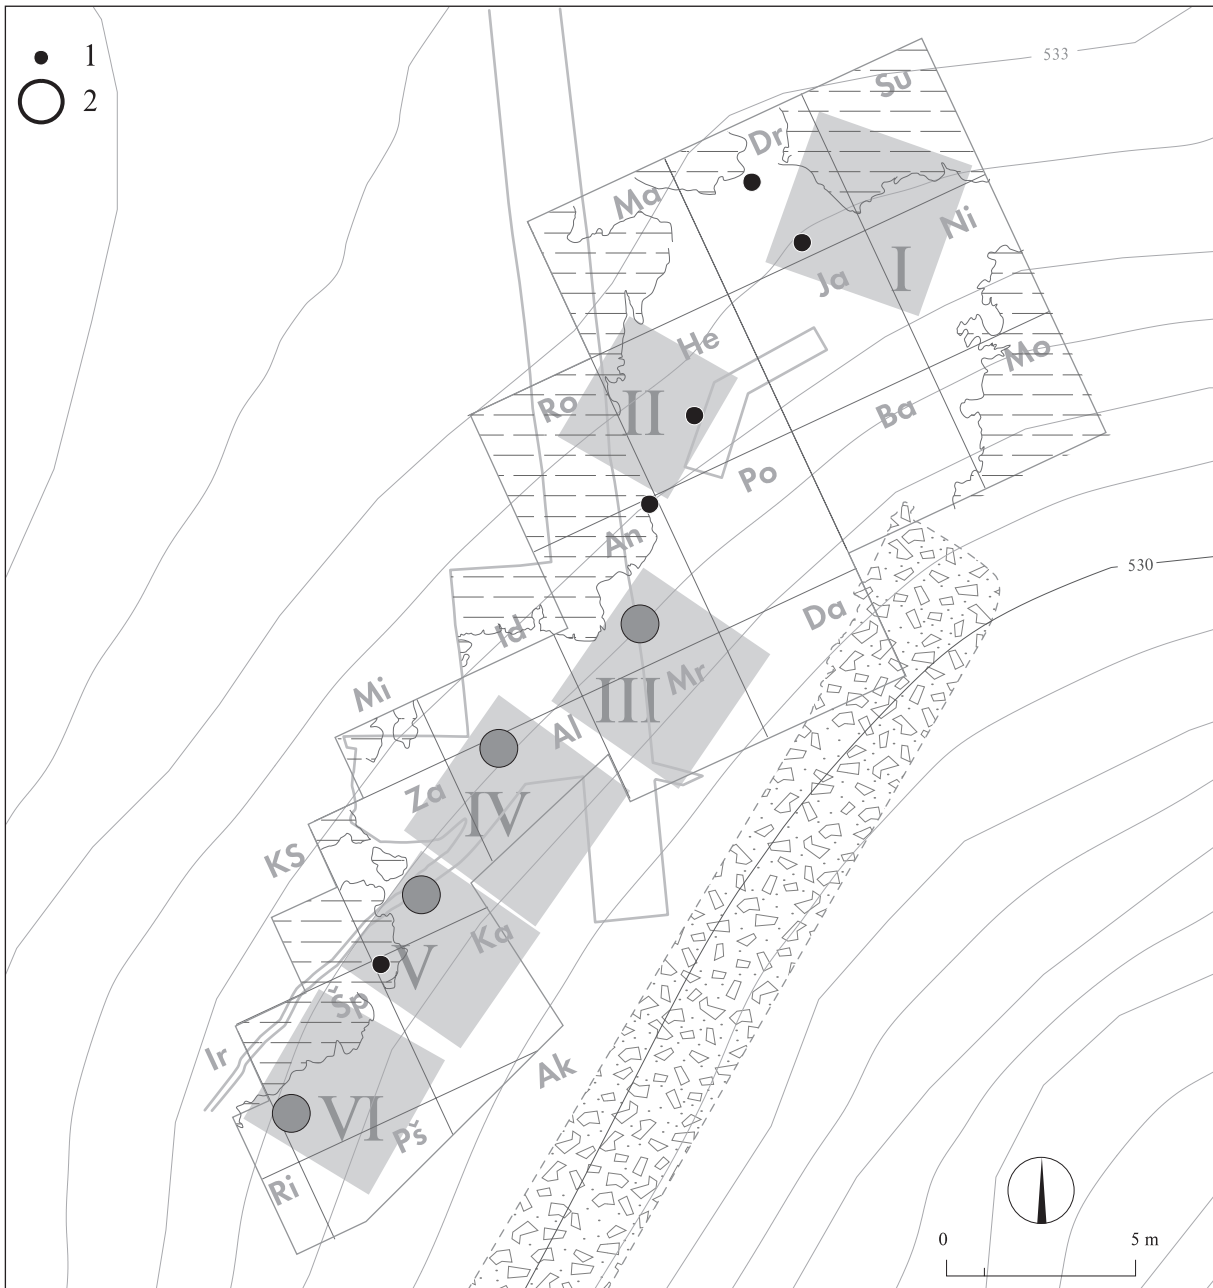 1
2
533
Su
Dr
Ma
Ni
I
Ja
He
Mo
Ro
II
Ba
Po
An
530
Id
Da
Mi
Mr
III
Al
Za
IV
KS
Ka
V
Šp
Ir
Ak
VI
Pš
Ri
0
5 m